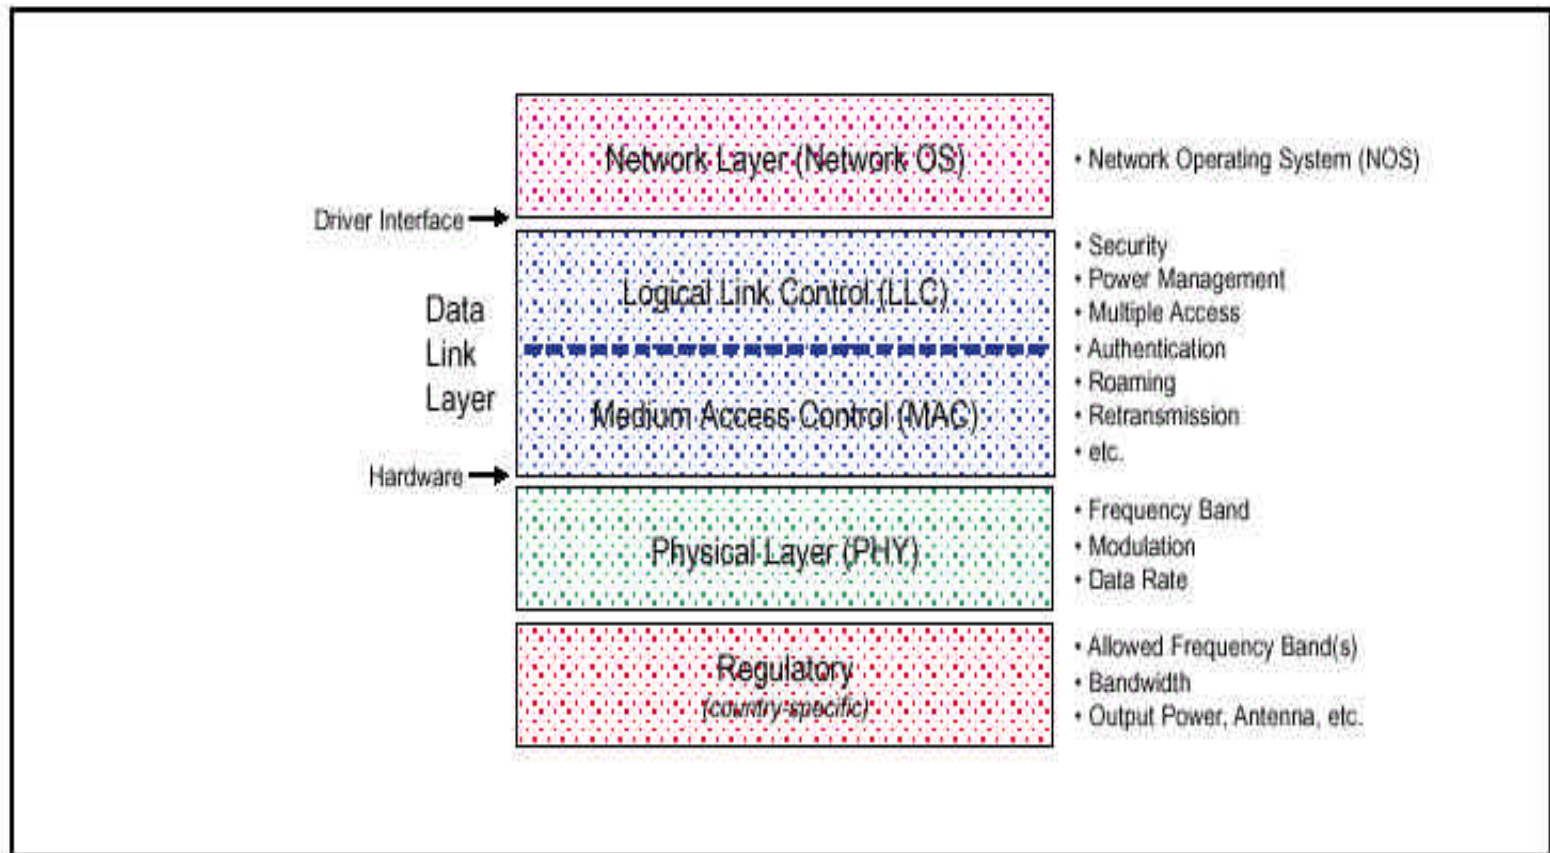 Network Layer (Network OS)
• Network Operating System (NOS)
Driver Interface
Data
Link
Layer
Logical Link Control (LLC)
Medium Access Control (MAC)
• Security
• Power Management
• Multiple Access
• Authentication
• Roaming
• Retransmission
• etc.
Hardware
Physical Layer (PHY)
• Frequency Band
• Modulation
• Data Rate
Regulatory
(country-specific)
• Allowed Frequency Band(s)
• Bandwidth
• Output Power, Antenna, etc.